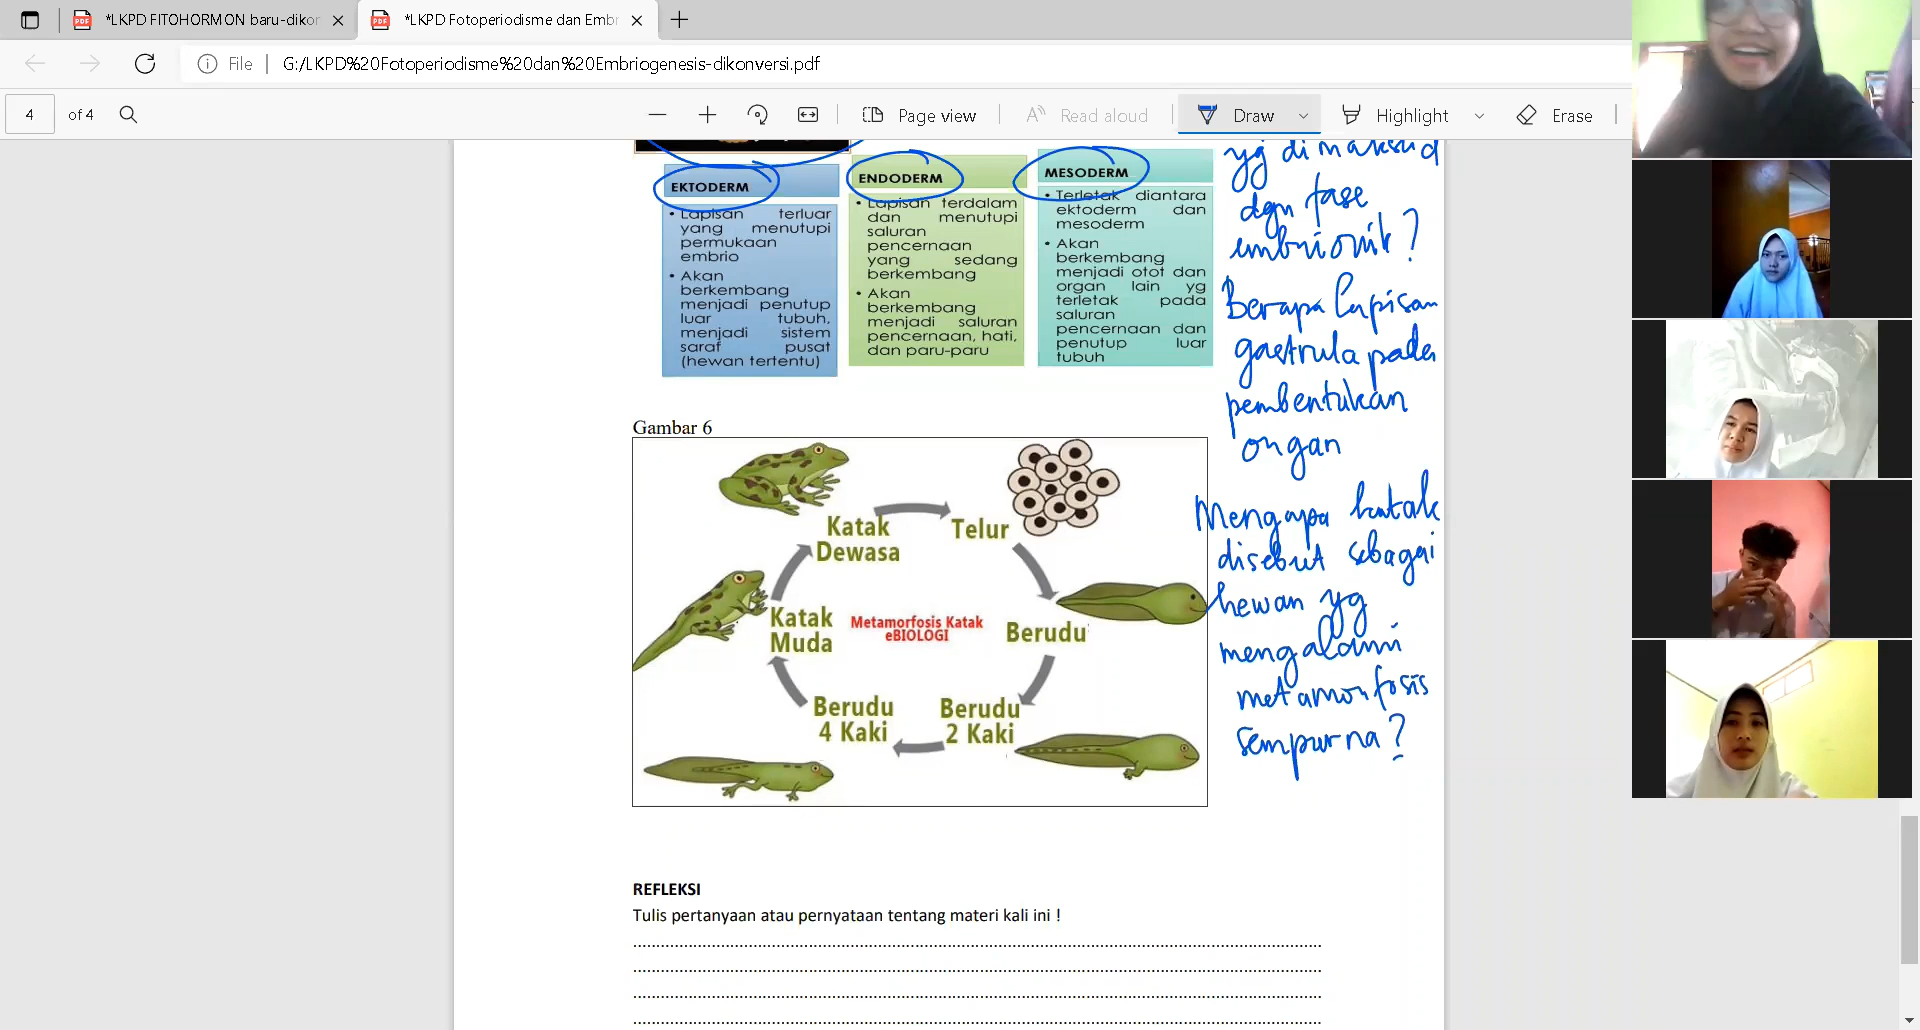 *LKPD FITOHORMON baru-dikor
*LKPD Fotoperiodisme dan Embr
File
G:/LKPD%20Fotoperiodisme%20dan%20Embriogenesis-dikonversi.pdf
4 of 4
Page view
Read aloud
Draw
Highlight
Erase
EKTODERM
• Lapisan terluar
yang menutupi
permukaan
embrio
• Akan
berkembang
menjadi penutup
luar tubuh,
menjadi sistem
saraf pusat
(hewan tertentu)
ENDODERM
• Lapisan terdalam
dan menutupi
saluran
pencernaan
yang sedang
berkembang
• Akan
berkembang
menjadi saluran
pencernaan, hati,
dan paru-paru
MESODERM
• Terletak diantara
ektoderm dan
mesoderm
• Akan
berkembang
menjadi otot dan
organ lain yg
terletak pada
saluran
pencernaan dan
penutup luar
tubuh
yg dimaksud
dgn fase
embrionik?
Berapa lapisan
gastrula pada
pembentukan
organ
Mengapa katak
disebut sebagai
hewan yg
mengalami
metamorfosis
sempurna?
Gambar 6
Katak
Dewasa
Telur
Berudu
Berudu
2 Kaki
Berudu
4 Kaki
Katak
Muda
Metamorfosis Katak
eBIOLOGI
REFLEKSI
Tulis pertanyaan atau pernyataan tentang materi kali ini !